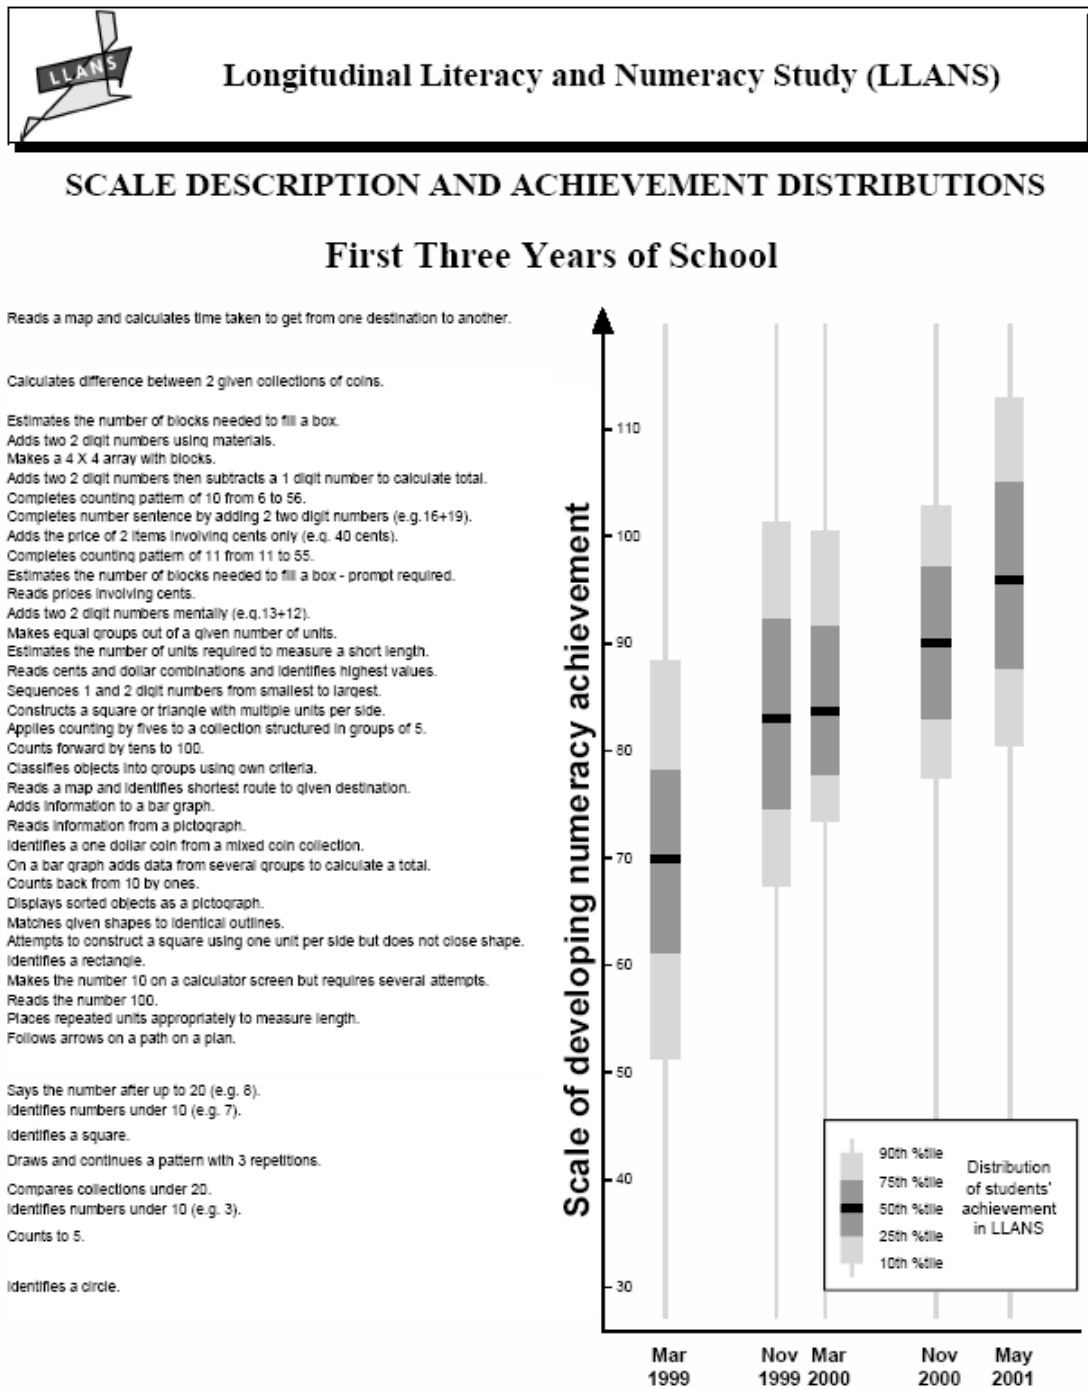 LLANS
Longitudinal Literacy and Numeracy Study (LLANS)
SCALE DESCRIPTION AND ACHIEVEMENT DISTRIBUTIONS
First Three Years of School
Reads a map and calculates time taken to get from one destination to another.
Calculates difference between 2 given collections of coins.
Estimates the number of blocks needed to fill a box.
Adds two 2 digit numbers using materials.
Makes a 4 X 4 array with blocks.
Adds two 2 digit numbers then subtracts a 1 digit number to calculate total.
Completes counting pattern of 10 from 6 to 56.
Completes number sentence by adding 2 two digit numbers (e.g.16+19).
Adds the price of 2 items involving cents only (e.g. 40 cents).
Completes counting pattern of 11 from 11 to 55.
Estimates the number of blocks needed to fill a box - prompt required.
Reads prices involving cents.
Adds two 2 digit numbers mentally (e.g.13+12).
Makes equal groups out of a given number of units.
Estimates the number of units required to measure a short length.
Reads cents and dollar combinations and identifies highest values.
Sequences 1 and 2 digit numbers from smallest to largest.
Constructs a square or triangle with multiple units per side.
Applies counting by fives to a collection structured in groups of 5.
Counts forward by tens to 100.
Classifies objects into groups using own criteria.
Reads a map and identifies shortest route to given destination.
Adds information to a bar graph.
Reads information from a pictograph.
Identifies a one dollar coin from a mixed coin collection.
On a bar graph adds data from several groups to calculate a total.
Counts back from 10 by ones.
Displays sorted objects as a pictograph.
Matches given shapes to identical outlines.
Attempts to construct a square using one unit per side but does not close shape.
Identifies a rectangle.
Makes the number 10 on a calculator screen but requires several attempts.
Reads the number 100.
Places repeated units appropriately to measure length.
Follows arrows on a path on a plan.
Says the number after up to 20 (e.g. 8).
Identifies numbers under 10 (e.g. 7).
Identifies a square.
Draws and continues a pattern with 3 repetitions.
Compares collections under 20.
Identifies numbers under 10 (e.g. 3).
Counts to 5.
Identifies a circle.
Scale of developing numeracy achievement
110
100
90
80
70
60
50
40
30
90th %tile
75th %tile
50th %tile
25th %tile
10th %tile
Distribution
of students'
achievement
in LLANS
Mar Nov Mar Nov May
1999 1999 2000 2000 2001